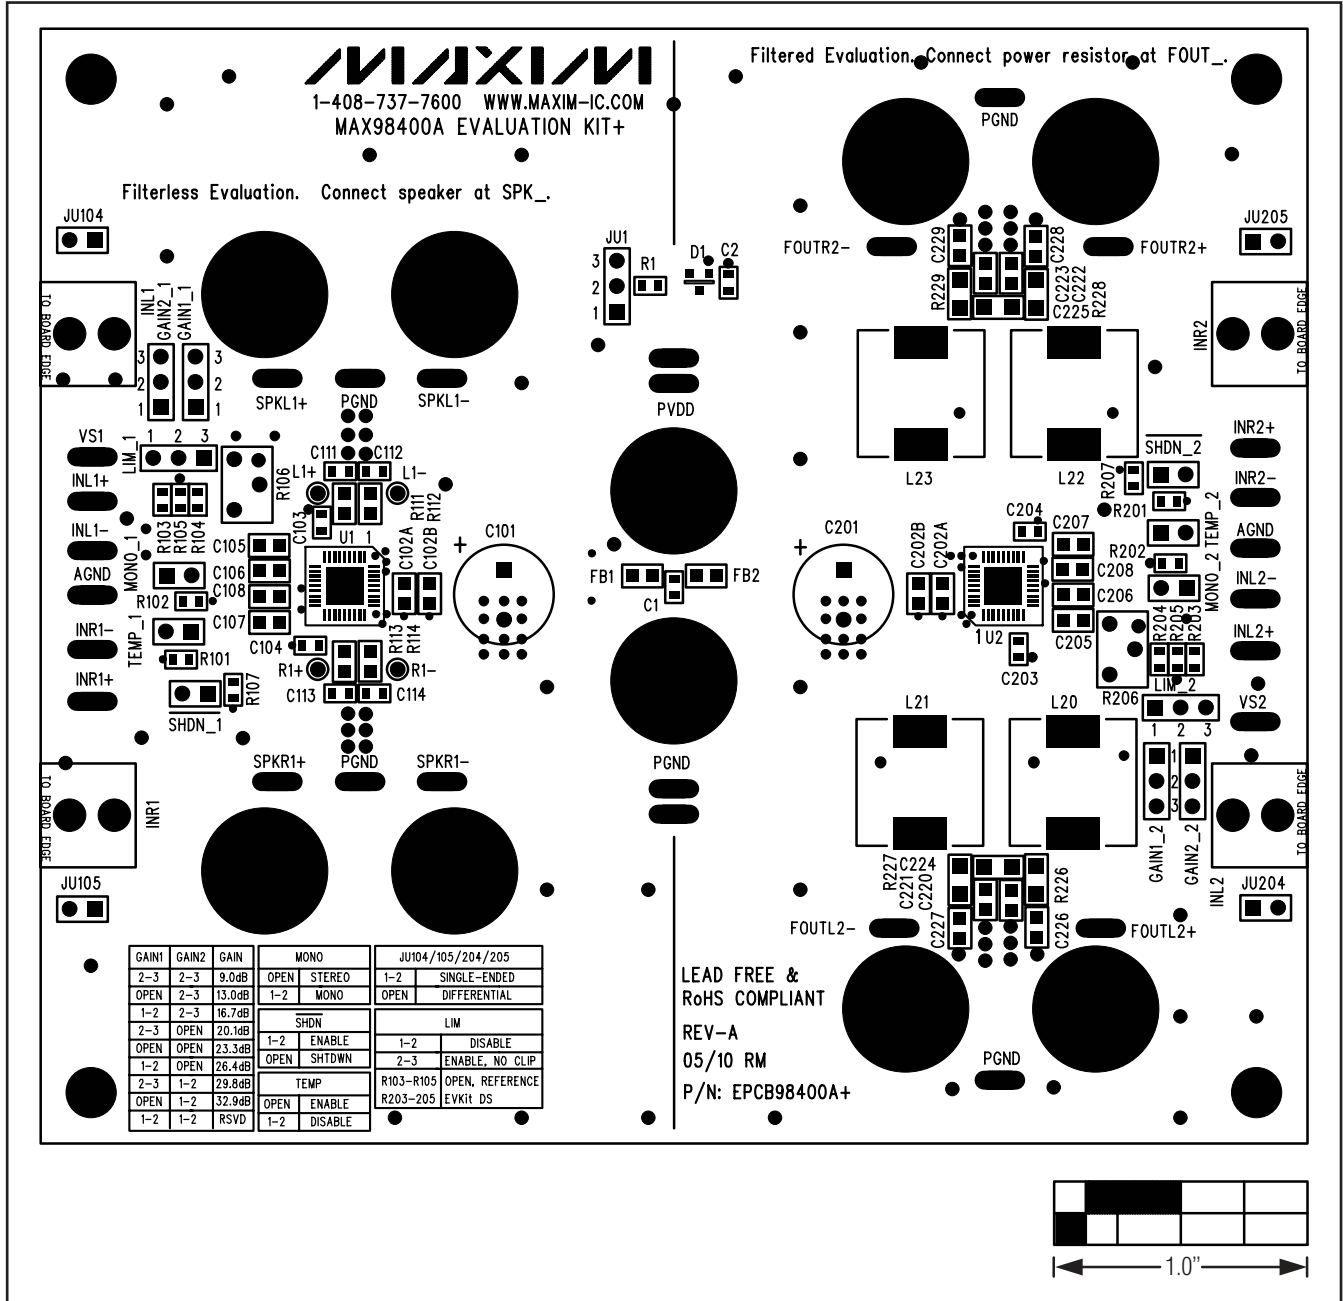 MAXIM
1-408-737-7600 WWW.MAXIM-IC.COM
MAX98400A EVALUATION KIT+
Filterless Evaluation. Connect speaker at SPK_.
Filtered Evaluation. Connect power resistor at FOUT_.
PGND
JU104
JU1
3
2
1
R1
D1
C2
FOUTR2-
C229
C228
FOUTR2+
JU205
R229
C223
C222
C225
R228
TO BOARD EDGE
INL1
GAIN2_1
GAIN1_1
3
2
1
3
2
1
INR2
TO BOARD EDGE
SPKL1+
PGND
SPKL1-
PVDD
VS1
LIM_1
1 2 3
INL1+
R106
C111
C112
L1+
L1-
L23
L22
SHDN_2
INR2+
R207
INR2-
R201
INL1-
R103
R105
R104
C103
R111
R112
C101
+
C201
+
C204
C207
TEMP_2
AGND
MONO_1
C105
U1 1
C102A
C102B
AGND
C106
FB1
FB2
C1
C202B
C202A
R202
C208
MONO_2
INL2-
R102
C108
C206
C107
R204
R205
R203
INR1-
TEMP_1
C104
R113
R114
1 U2
C205
INL2+
R101
R1+
R1-
C203
INR1+
R107
C113
C114
R206
LIM_2
SHDN_1
L21
L20
1 2 3
VS2
SPKR1+
PGND
SPKR1-
PGND
1
2
3
TO BOARD EDGE
INR1
GAIN1_2
GAIN2_2
TO BOARD EDGE
INL2
JU105
R227
C224
C221
C220
R226
JU204
C227
C226
FOUTL2-
FOUTL2+
GAIN1 GAIN2 GAIN
2-3 2-3 9.0dB
OPEN 2-3 13.0dB
1-2 2-3 16.7dB
2-3 OPEN 20.1dB
OPEN OPEN 23.3dB
1-2 OPEN 26.4dB
2-3 1-2 29.8dB
OPEN 1-2 32.9dB
1-2 1-2 RSVD
MONO
OPEN STEREO
1-2 MONO
SHDN
1-2 ENABLE
OPEN SHTDWN
TEMP
OPEN ENABLE
1-2 DISABLE
JU104/105/204/205
1-2 SINGLE-ENDED
OPEN DIFFERENTIAL
LIM
1-2 DISABLE
2-3 ENABLE, NO CLIP
R103-R105 OPEN, REFERENCE
R203-205 EVKit DS
LEAD FREE &
RoHS COMPLIANT
REV-A
05/10 RM
P/N: EPCB98400A+
PGND
1.0”